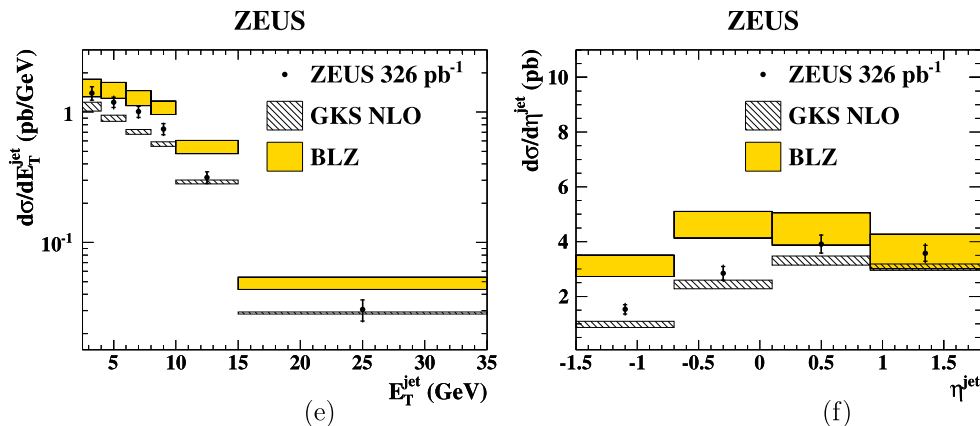 ZEUS
dσ/dE_T^jet (pb/GeV)
1
10^-1
ZEUS 326 pb^-1
GKS NLO
BLZ
5 10 15 20 25 30 35
E_T^jet (GeV)
(e)
ZEUS
dσ/dη^jet (pb)
10
8
6
4
2
ZEUS 326 pb^-1
GKS NLO
BLZ
-1.5 -1 -0.5 0 0.5 1 1.5
η^jet
(f)